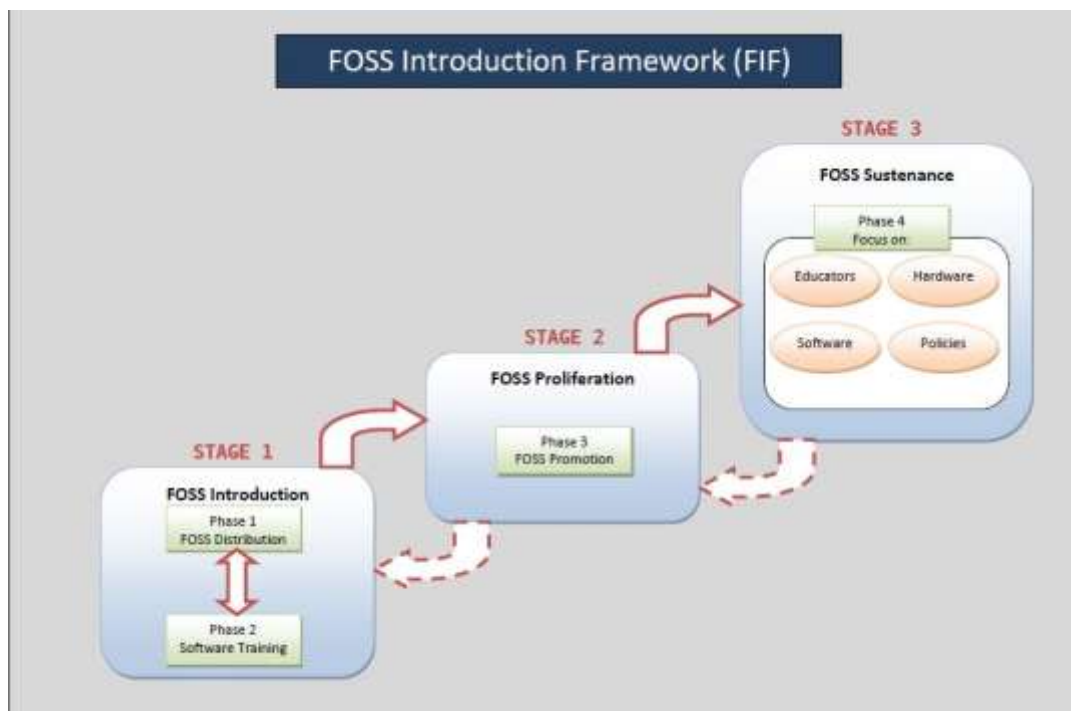 FOSS Introduction Framework (FIF)
STAGE 3
FOSS Sustenance
Phase 4
Focus on:
Educators
Hardware
Software
Policies
STAGE 2
FOSS Proliferation
Phase 3
FOSS Promotion
STAGE 1
FOSS Introduction
Phase 1
FOSS Distribution
Phase 2
Software Training